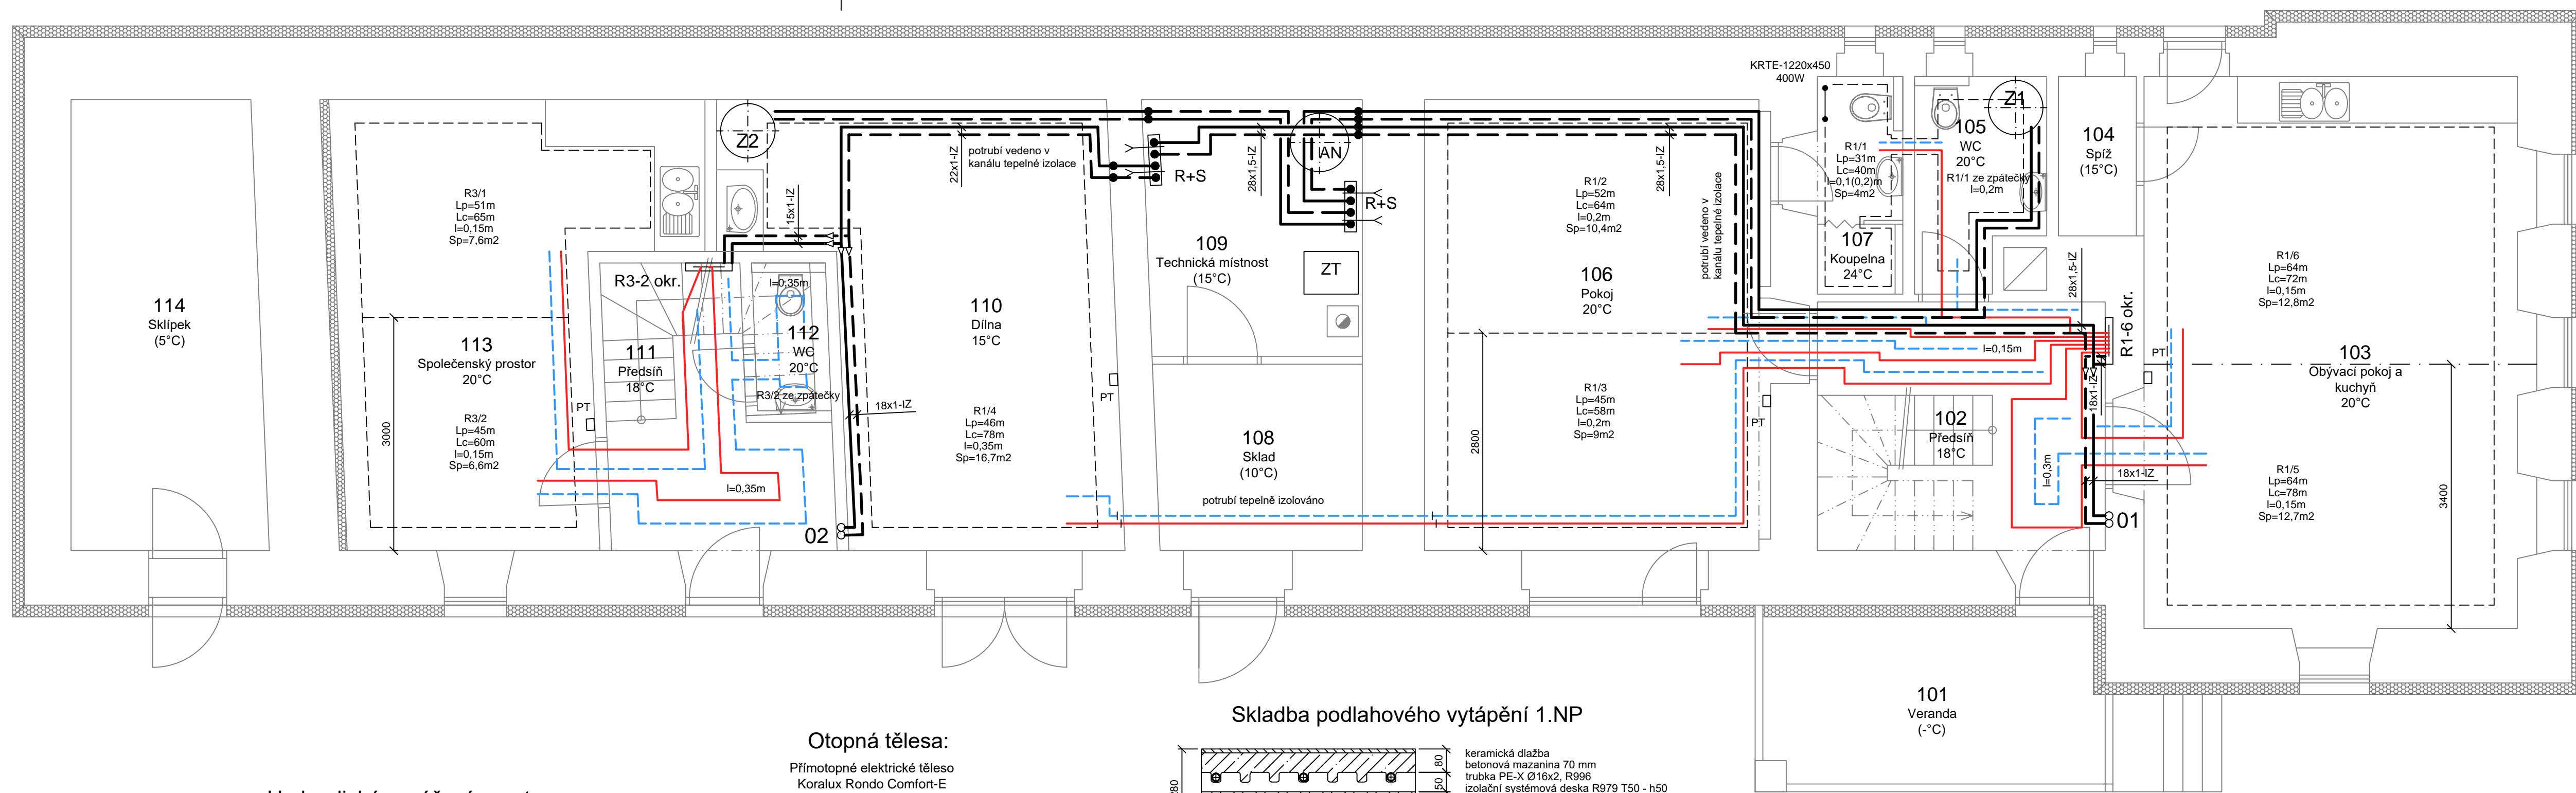 114
Sklípek
(5°C)
R3/1
Lp=51m
Lc=65m
l=0,15m
Sp=7,6m2
113
Společenský prostor
20°C
R3/2
Lp=45m
Lc=60m
l=0,15m
Sp=6,6m2
3000
PT
R3-2 okr.
111
Předsíň
18°C
l=0,35m
112
WC
20°C
R3/2 ze zpátečky
l=0,35m
Z2
15x1-IZ
18x1-IZ
02
22x1-IZ
potrubí vedeno v
kanálu tepelné izolace
110
Dílna
15°C
R1/4
Lp=46m
Lc=78m
l=0,35m
Sp=16,7m2
PT
R+S
28x1,5-IZ
AN
R+S
109
Technická místnost
(15°C)
ZT
108
Sklad
(10°C)
potrubí tepelně izolováno
R1/2
Lp=52m
Lc=64m
l=0,2m
Sp=10,4m2
28x1,5-IZ
potrubí vedeno v
kanálu tepelné izolace
106
Pokoj
20°C
R1/3
Lp=45m
Lc=58m
l=0,2m
Sp=9m2
2800
PT
KRTE-1220x450
400W
R1/1
Lp=31m
Lc=40m
l=0,1(0,2)m
Sp=4m2
107
Koupelna
24°C
Z1
105
WC
20°C
R1/1 ze zpátečky
l=0,2m
104
Spíž
(15°C)
28x1,5-IZ
R1-6 okr.
l=0,15m
PT
18x1-IZ
102
Předsíň
18°C
l=0,3m
18x1-IZ
01
R1/6
Lp=64m
Lc=72m
l=0,15m
Sp=12,8m2
103
Obývací pokoj a
kuchyň
20°C
R1/5
Lp=64m
Lc=78m
l=0,15m
Sp=12,7m2
3400
101
Veranda
(-°C)
Otopná tělesa:
Přímotopné elektrické těleso
Koralux Rondo Comfort-E
Skladba podlahového vytápění 1.NP
80
50
280
keramická dlažba
betonová mazanina 70 mm
trubka PE-X Ø16x2, R996
izolační systémová deska R979 T50 - h50